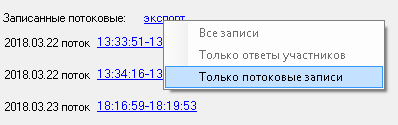 Записанные потоковые: экспорт
Все записи
Только ответы участников
Только потоковые записи
2018.03.22 поток 13:33:51-13
2018.03.22 поток 13:34:16-13
2018.03.23 поток 18:16:59-18:19:53